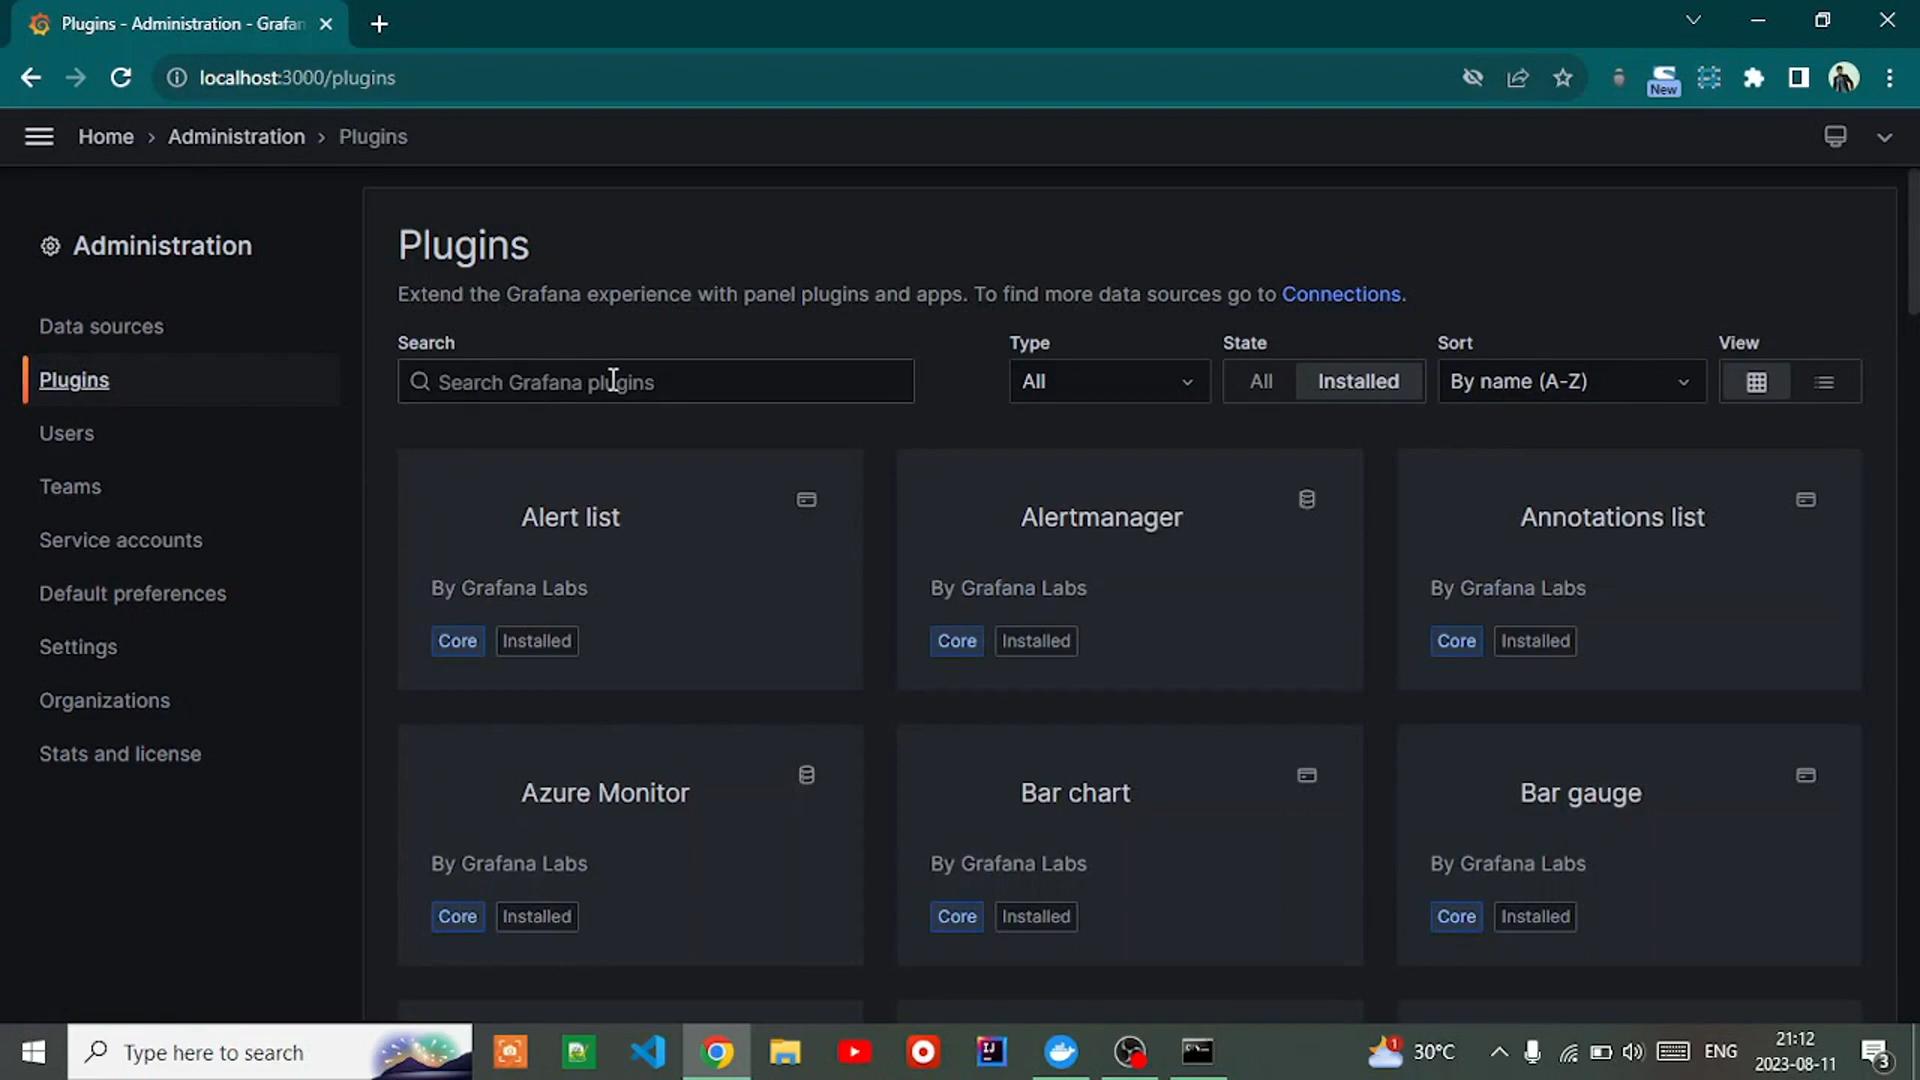 Plugins - Administration - Grafan
localhost:3000/plugins
New
Home › Administration › Plugins
Administration
Data sources
Plugins
Users
Teams
Service accounts
Default preferences
Settings
Organizations
Stats and license
Plugins
Extend the Grafana experience with panel plugins and apps. To find more data sources go to Connections.
Search Type State Sort View
Search Grafana plugins All All Installed By name (A-Z)
Alert list
By Grafana Labs
Core Installed
Alertmanager
By Grafana Labs
Core Installed
Annotations list
By Grafana Labs
Core Installed
Azure Monitor
By Grafana Labs
Core Installed
Bar chart
By Grafana Labs
Core Installed
Bar gauge
By Grafana Labs
Core Installed
Type here to search
1
30°C
ENG
21:12
2023-08-11
3